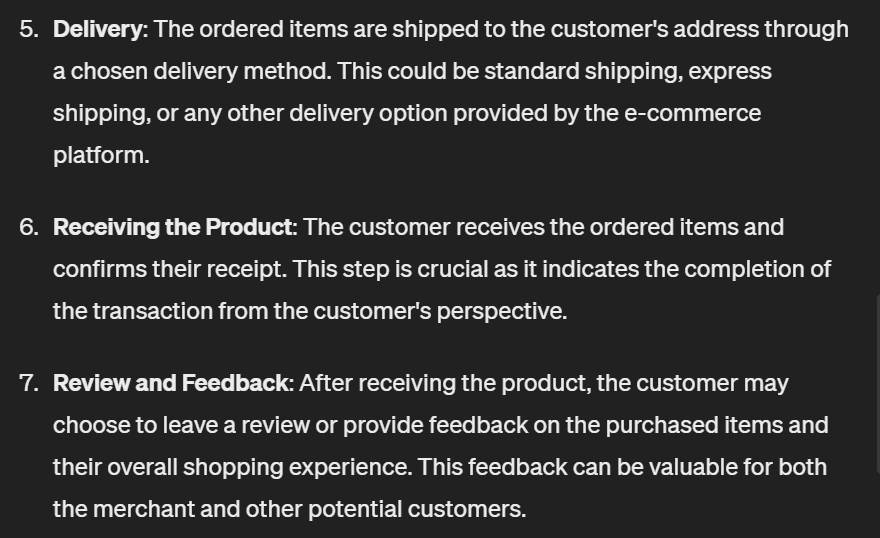 5. Delivery: The ordered items are shipped to the customer's address through
a chosen delivery method. This could be standard shipping, express
shipping, or any other delivery option provided by the e-commerce
platform.
6. Receiving the Product: The customer receives the ordered items and
confirms their receipt. This step is crucial as it indicates the completion of
the transaction from the customer's perspective.
7. Review and Feedback: After receiving the product, the customer may
choose to leave a review or provide feedback on the purchased items and
their overall shopping experience. This feedback can be valuable for both
the merchant and other potential customers.